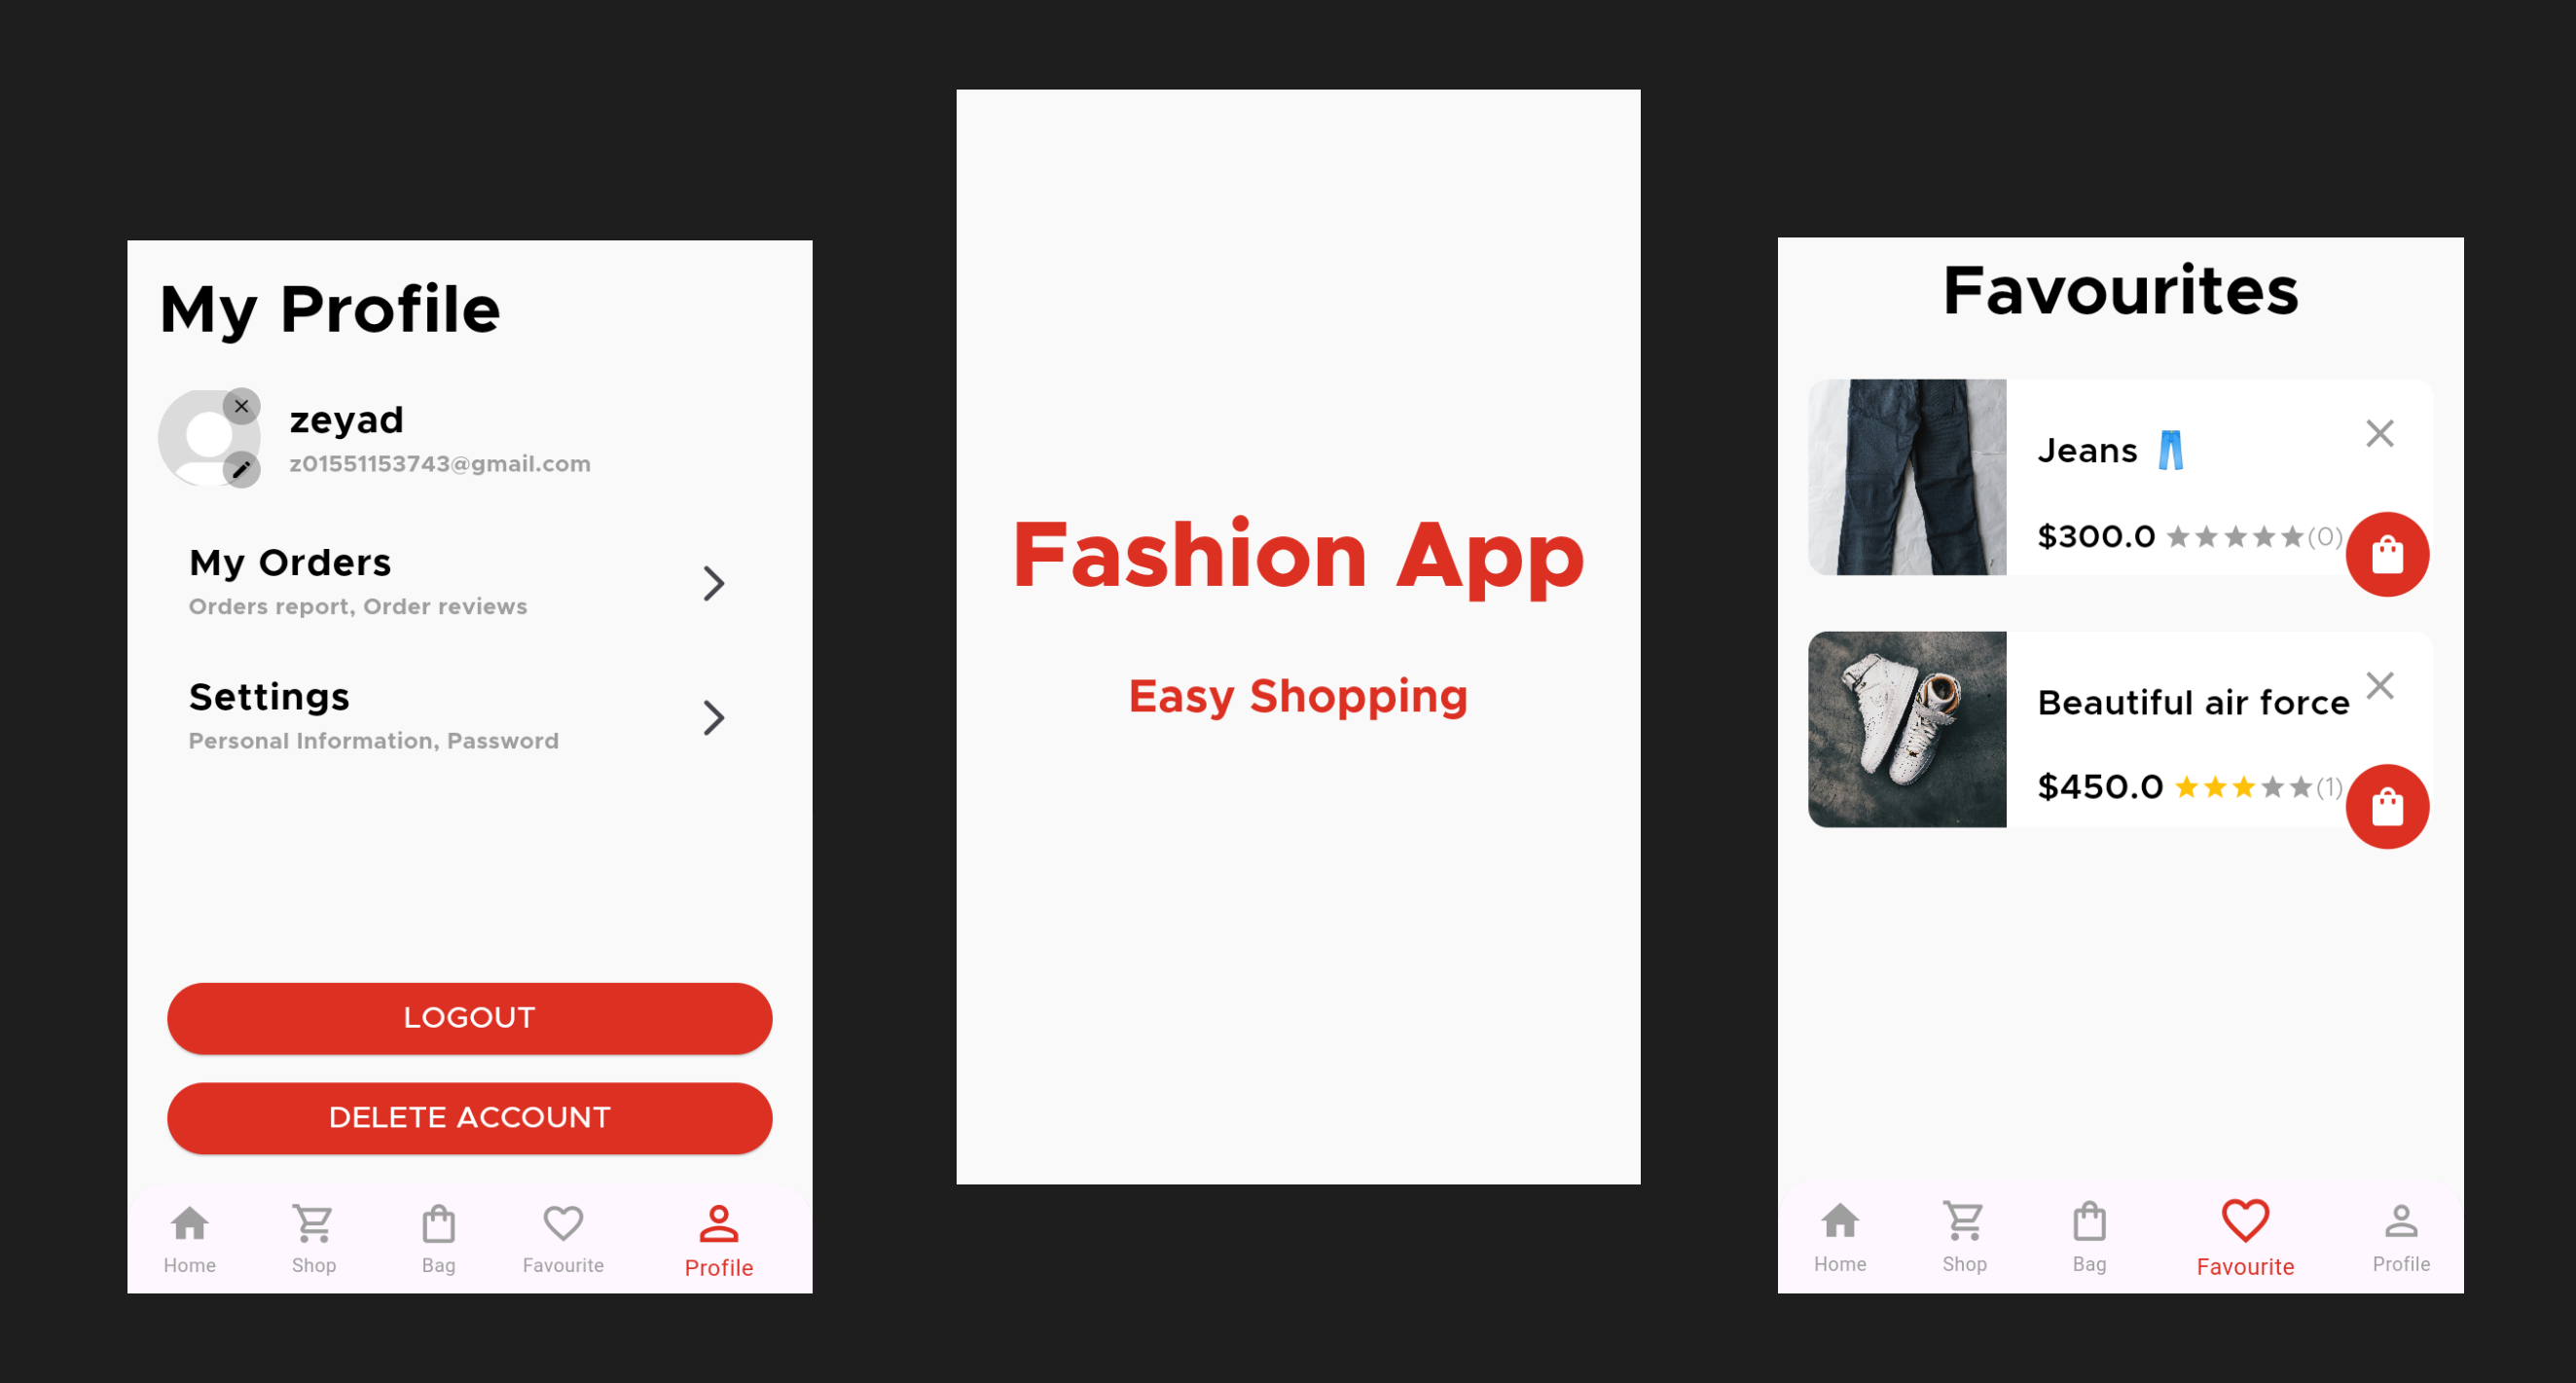 My Profile
zeyad
z01551153743@gmail.com
My Orders
Orders report, Order reviews
Settings
Personal Information, Password
LOGOUT
DELETE ACCOUNT
Home Shop Bag Favourite Profile
Fashion App
Easy Shopping
Favourites
Jeans 👖
$300.0 (0)
Beautiful air force
$450.0 (1)
Home Shop Bag Favourite Profile